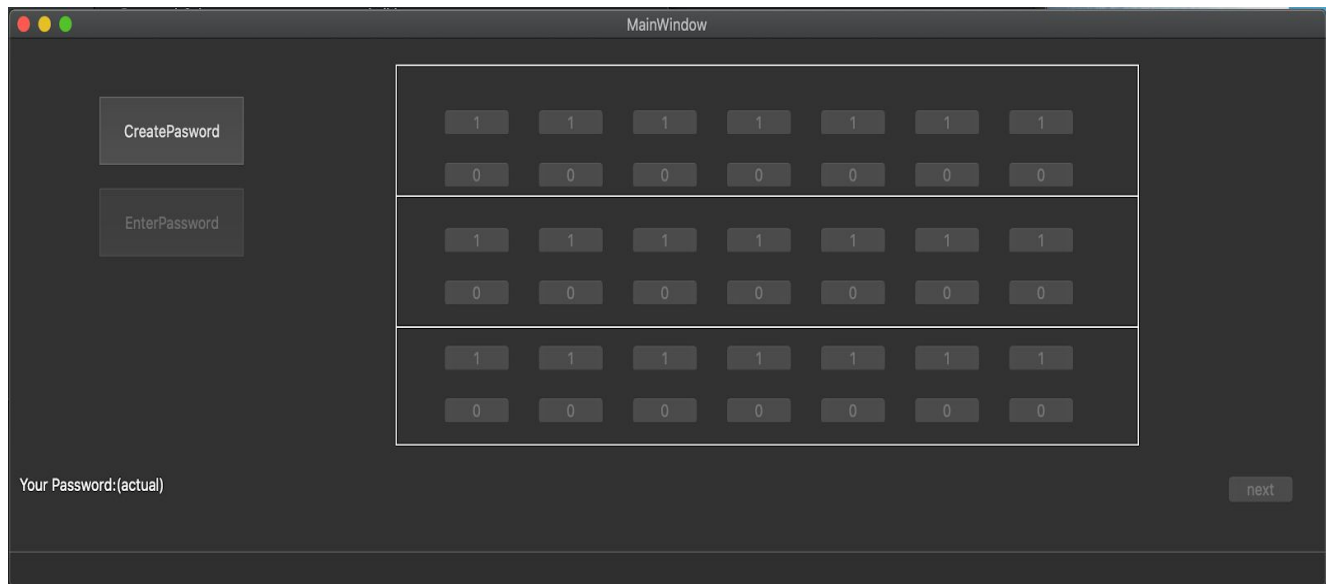 MainWindow
CreatePasword
1 1 1 1 1 1 1
0 0 0 0 0 0 0
EnterPassword
1 1 1 1 1 1 1
0 0 0 0 0 0 0
1 1 1 1 1 1 1
0 0 0 0 0 0 0
Your Password:(actual)
next